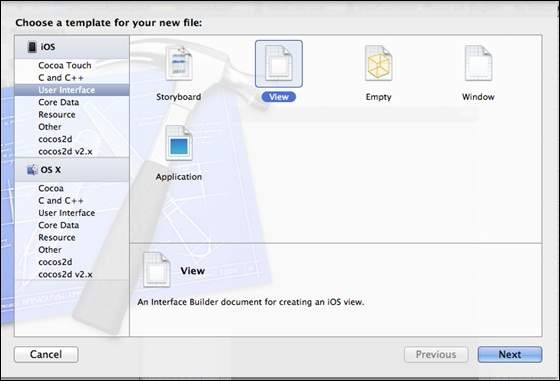 Choose a template for your new file:
iOS
Cocoa Touch
C and C++
User Interface
Core Data
Resource
Other
cocos2d
cocos2d v2.x
OS X
Cocoa
C and C++
User Interface
Core Data
Resource
Other
cocos2d
cocos2d v2.x
Storyboard
View
Empty
Window
Application
View
An Interface Builder document for creating an iOS view.
Cancel
Previous
Next